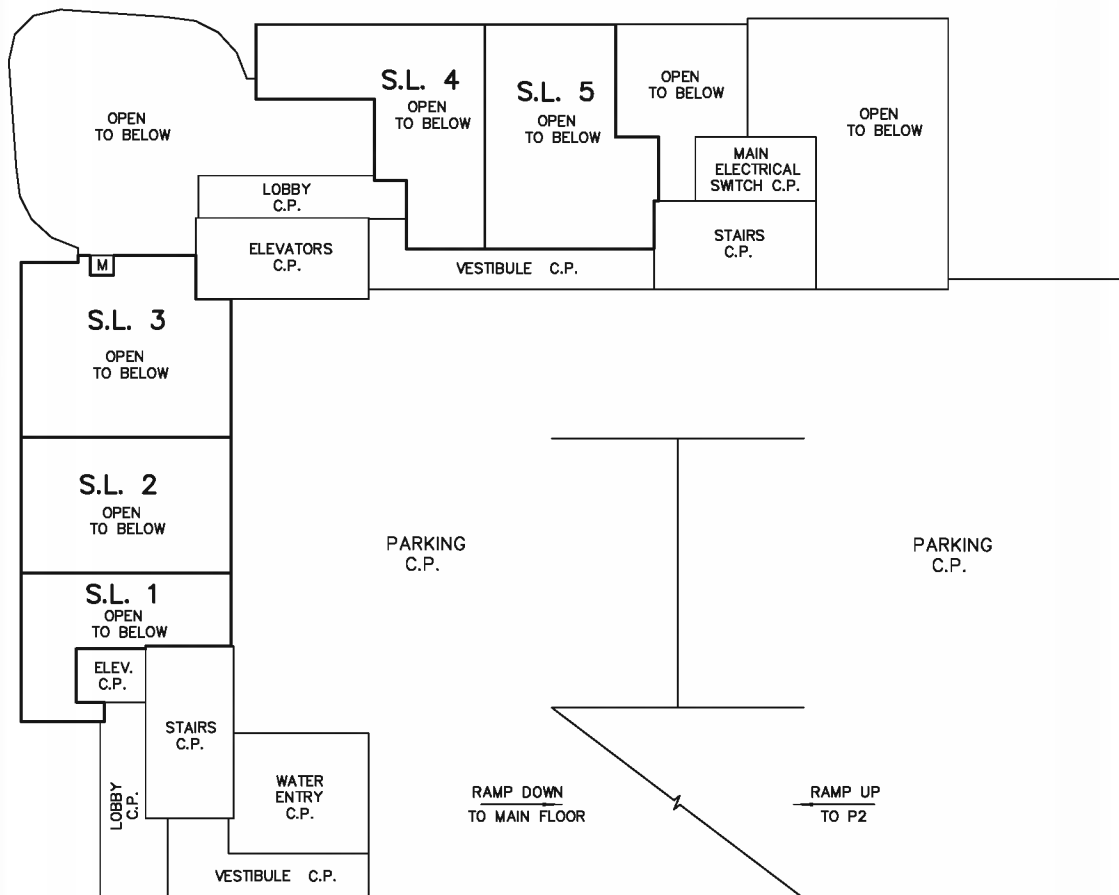 S.L. 4
OPEN
TO BELOW
S.L. 5
OPEN
TO BELOW
OPEN
TO BELOW
OPEN
TO BELOW
OPEN
TO BELOW
MAIN
ELECTRICAL
SWITCH C.P.
LOBBY
C.P.
ELEVATORS
C.P.
STAIRS
C.P.
VESTIBULE C.P.
M
S.L. 3
OPEN
TO BELOW
S.L. 2
OPEN
TO BELOW
PARKING
C.P.
PARKING
C.P.
S.L. 1
OPEN
TO BELOW
ELEV.
C.P.
STAIRS
C.P.
LOBBY
C.P.
WATER
ENTRY
C.P.
RAMP DOWN
TO MAIN FLOOR
RAMP UP
TO P2
VESTIBULE C.P.